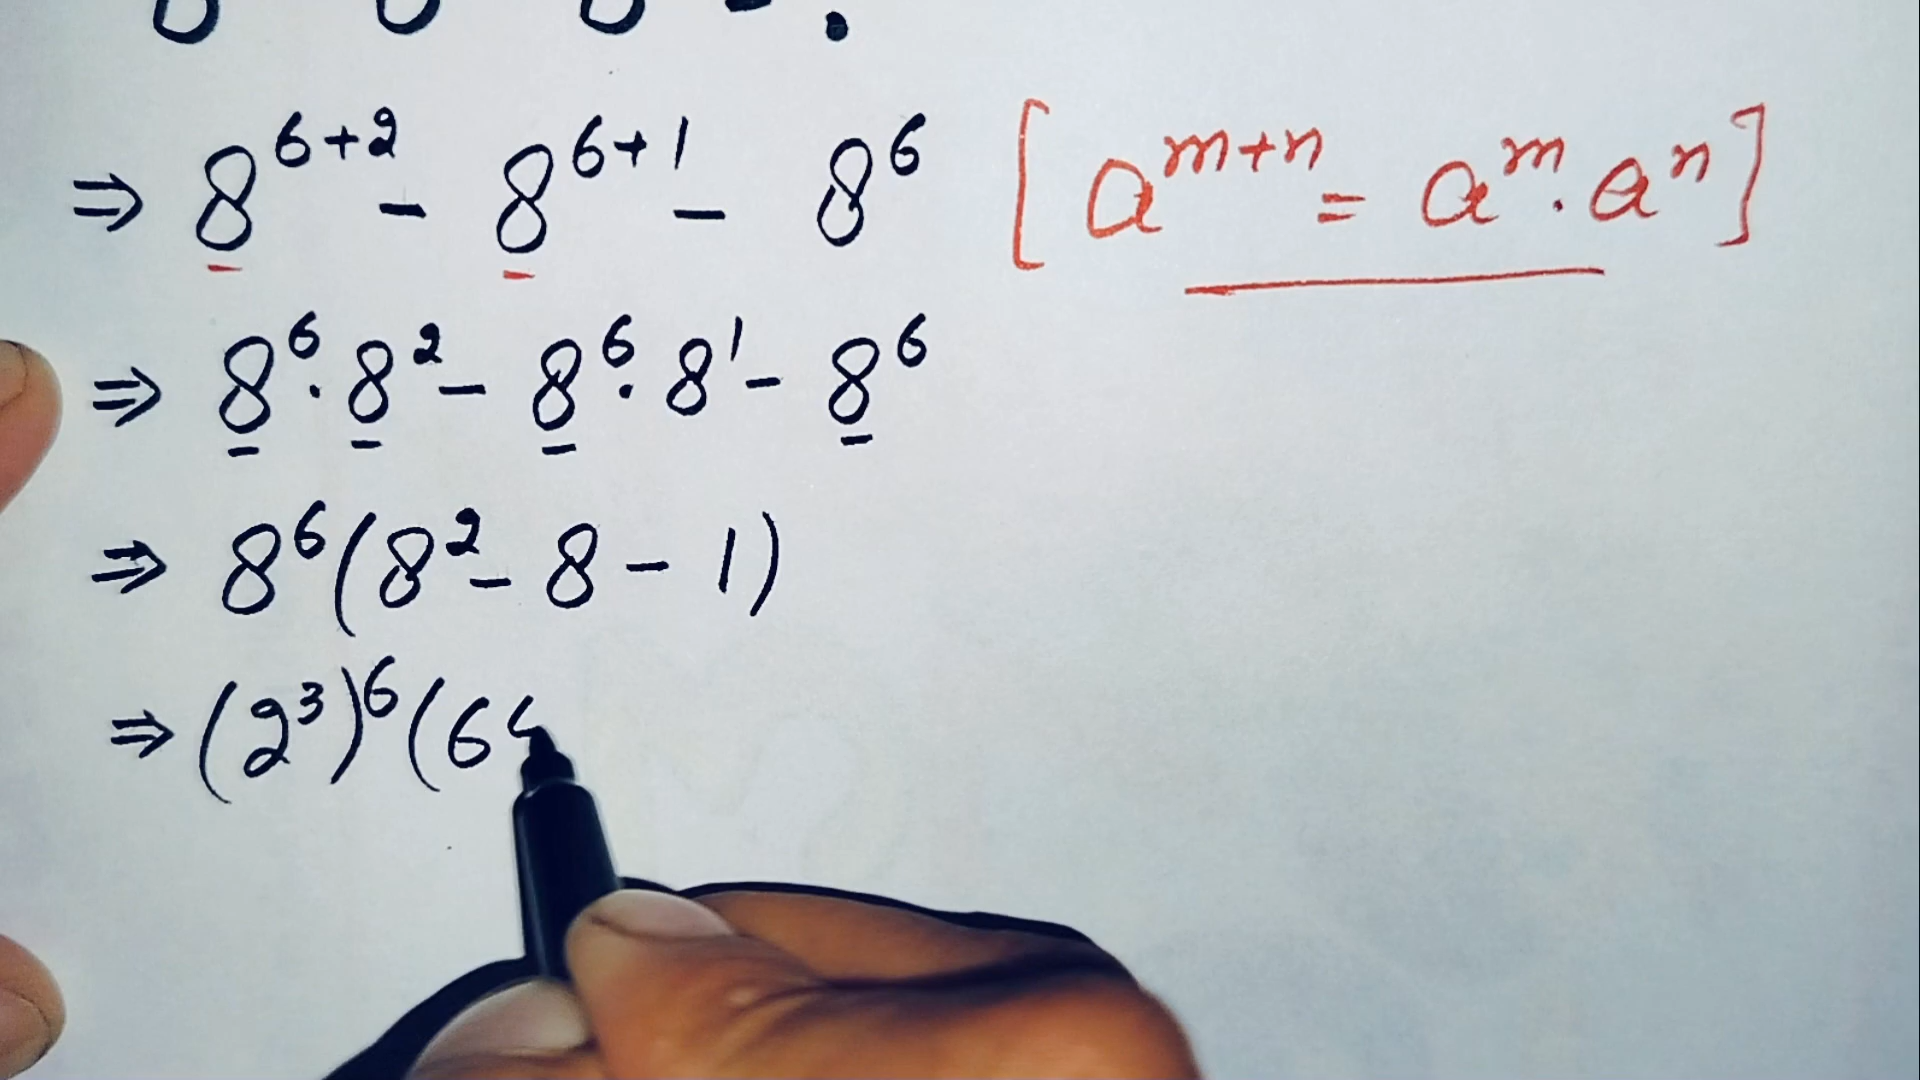 ⇒ 8^(6+2) - 8^(6+1) - 8^6 [a^(m+n) = a^m · a^n]
⇒ 8^6 · 8^2 - 8^6 · 8^1 - 8^6
⇒ 8^6 (8^2 - 8 - 1)
⇒ (2^3)^6 (64